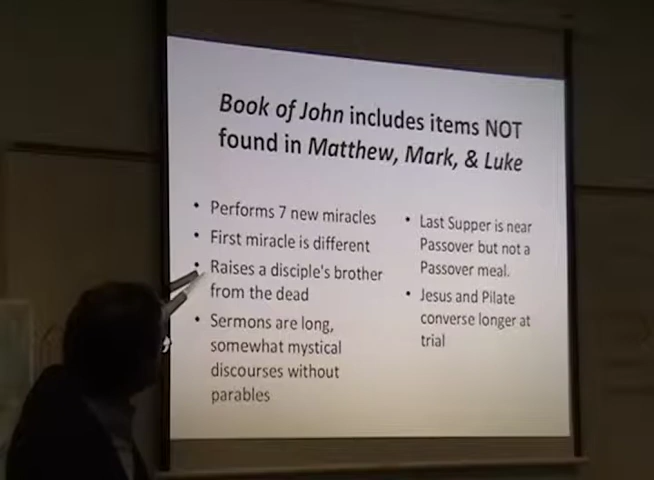 Book of John includes items NOT
found in Matthew, Mark, & Luke
• Performs 7 new miracles
• First miracle is different
• Raises a disciple's brother
from the dead
• Sermons are long,
somewhat mystical
discourses without
parables
• Last Supper is near
Passover but not a
Passover meal.
• Jesus and Pilate
converse longer at
trial